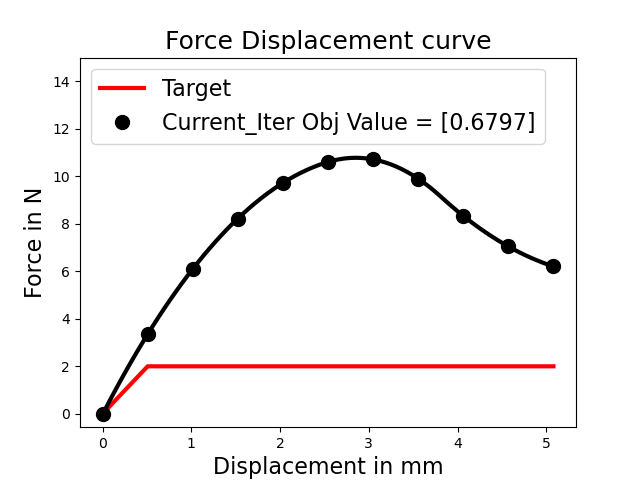 Force Displacement curve
Target
Current_Iter Obj Value = [0.6797]
14
12
10
8
6
4
2
0
Force in N
0 1 2 3 4 5
Displacement in mm